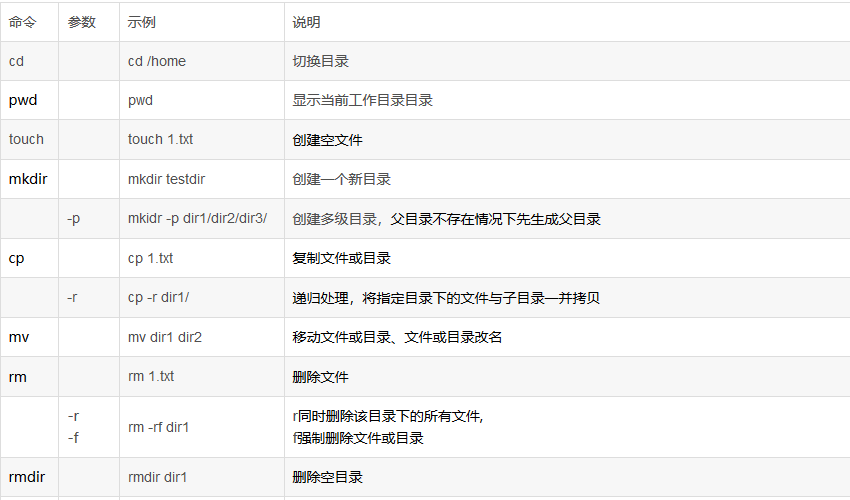 命令 参数 示例 说明
cd cd /home 切换目录
pwd pwd 显示当前工作目录目录
touch touch 1.txt 创建空文件
mkdir mkdir testdir 创建一个新目录
-p mkidr -p dir1/dir2/dir3/ 创建多级目录，父目录不存在情况下先生成父目录
cp cp 1.txt 复制文件或目录
-r cp -r dir1/ 递归处理，将指定目录下的文件与子目录一并拷贝
mv mv dir1 dir2 移动文件或目录、文件或目录改名
rm rm 1.txt 删除文件
-r rm -rf dir1 r同时删除该目录下的所有文件,
-f f强制删除文件或目录
rmdir rmdir dir1 删除空目录